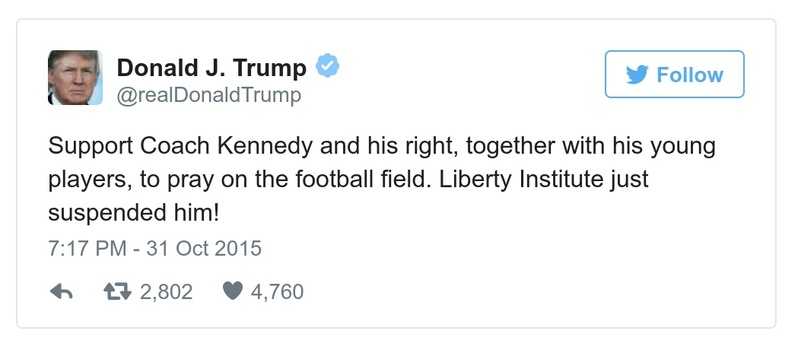 Donald J. Trump
@realDonaldTrump
Follow
Support Coach Kennedy and his right, together with his young
players, to pray on the football field. Liberty Institute just
suspended him!
7:17 PM - 31 Oct 2015
2,802 4,760